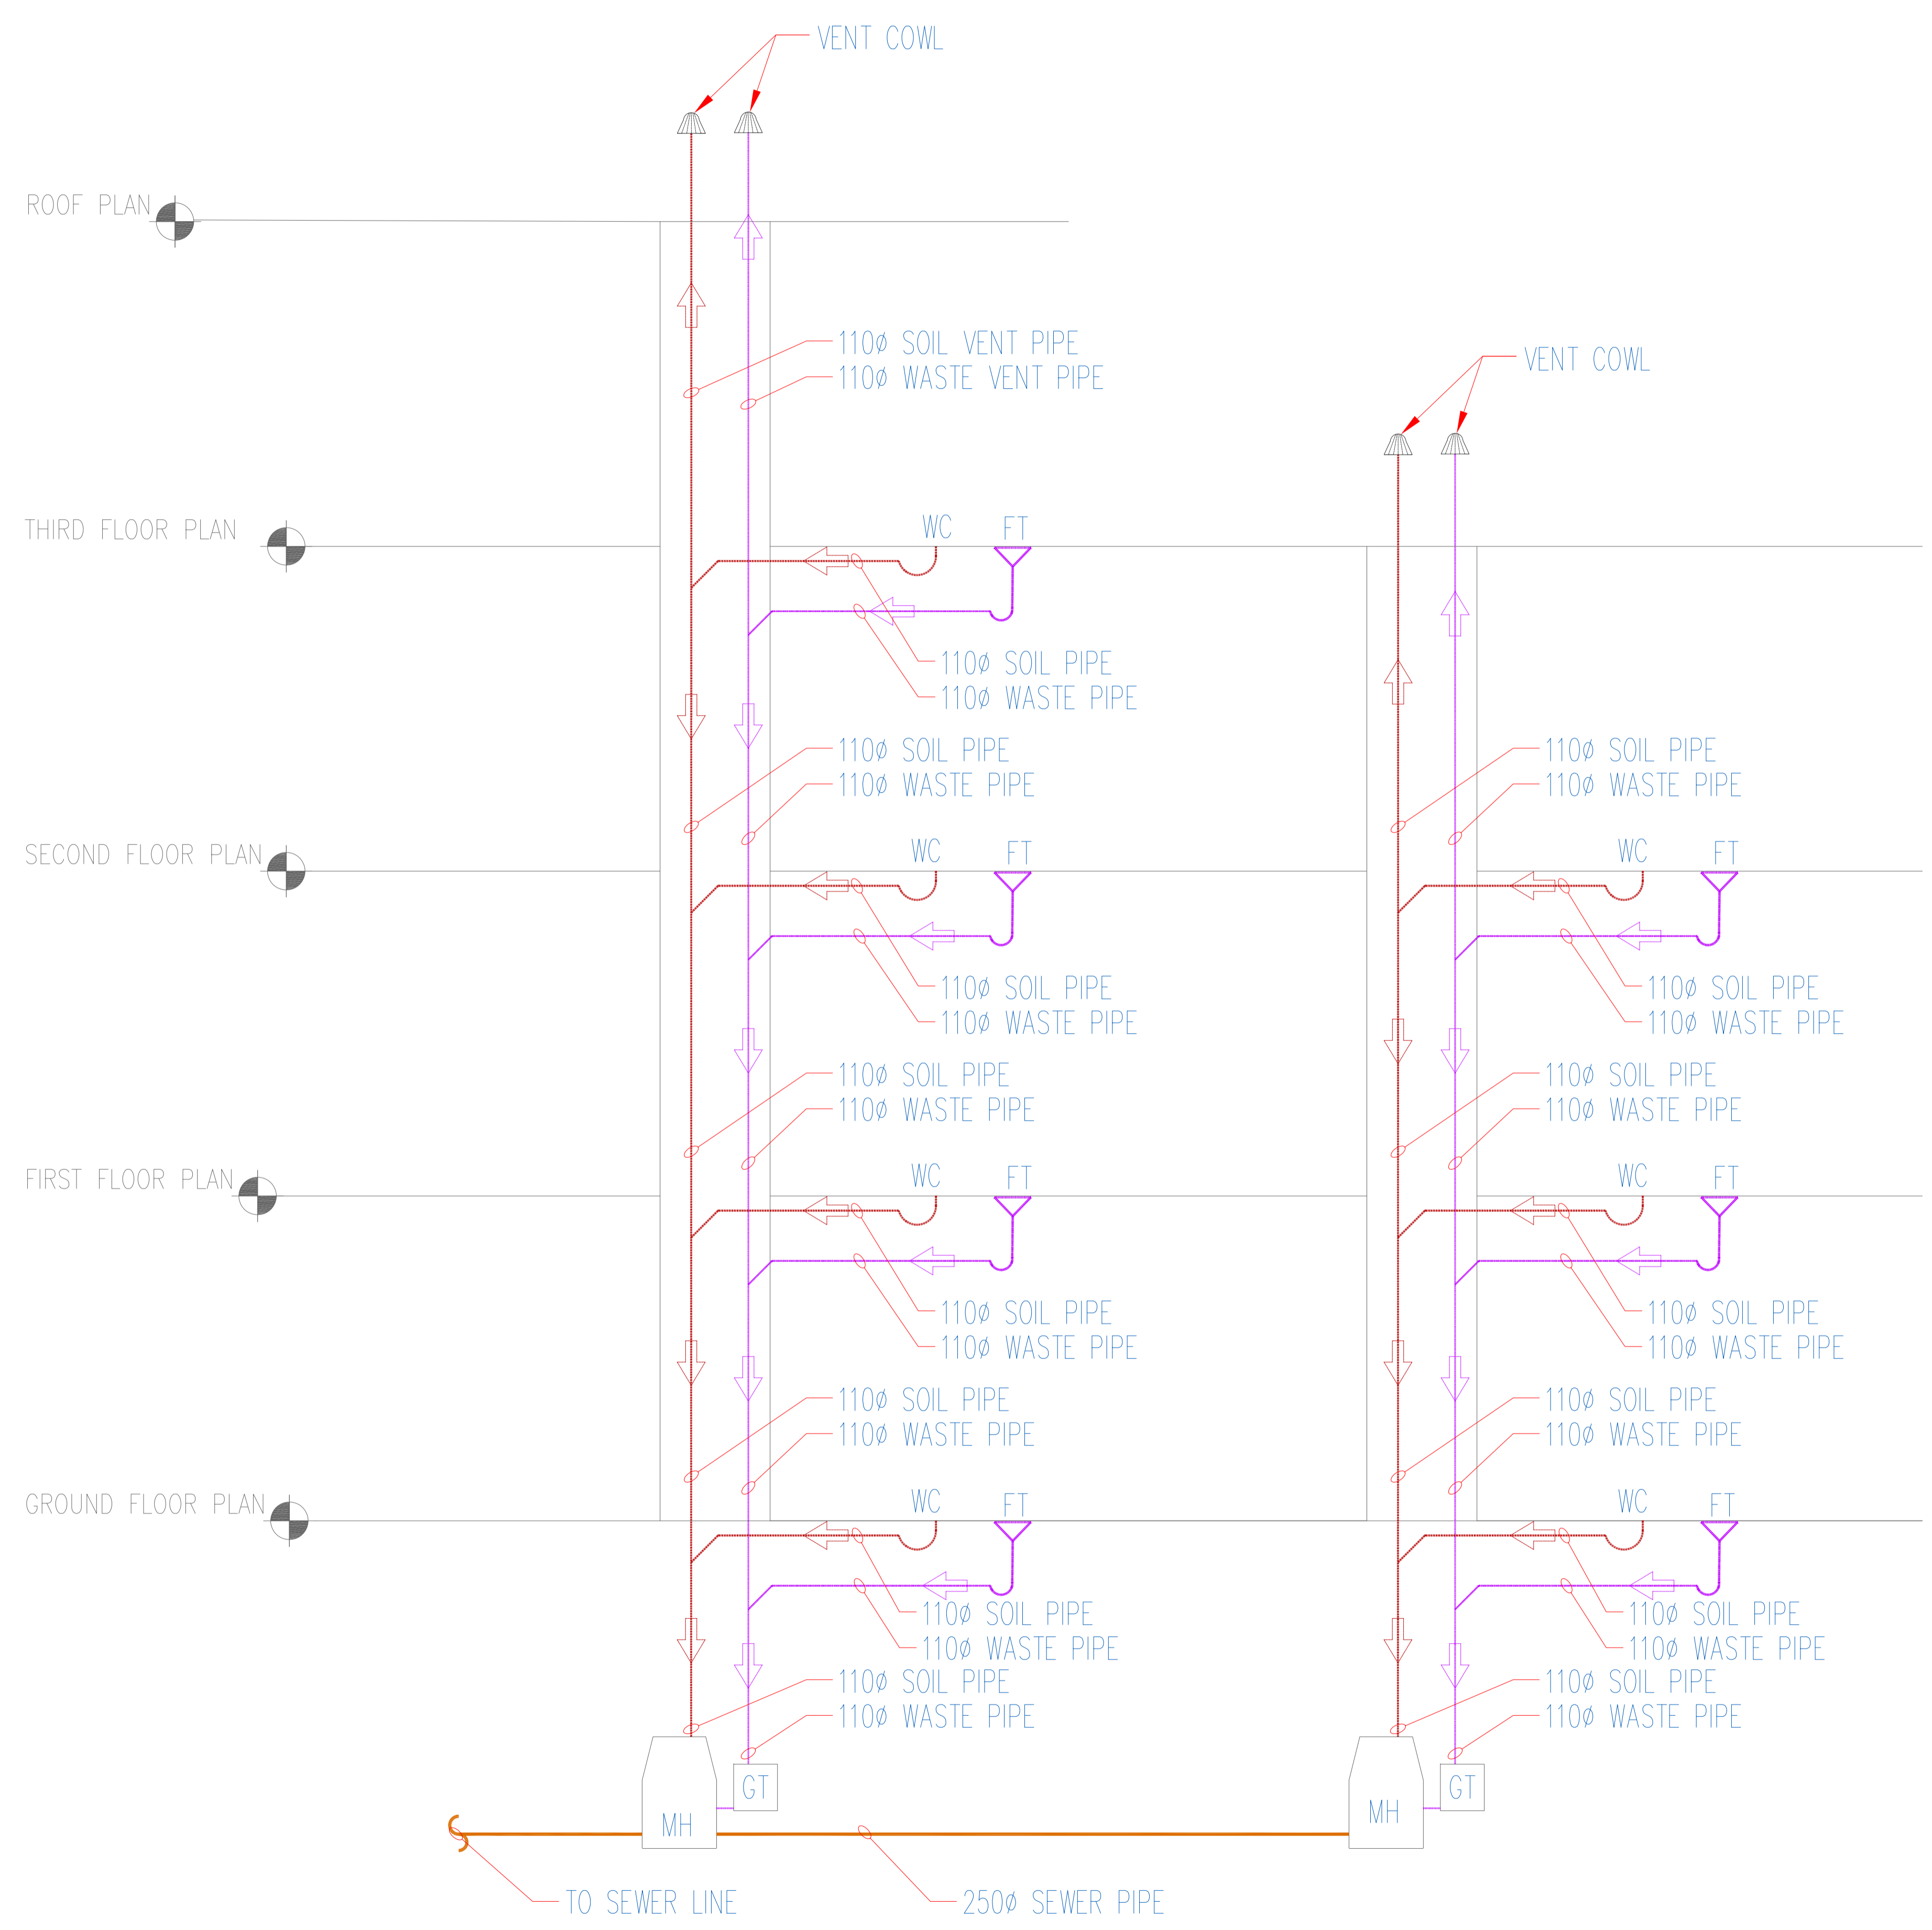 VENT COWL
ROOF PLAN
110ø SOIL VENT PIPE
110ø WASTE VENT PIPE
VENT COWL
THIRD FLOOR PLAN
WC FT
110ø SOIL PIPE
110ø WASTE PIPE
110ø SOIL PIPE
110ø WASTE PIPE
110ø SOIL PIPE
110ø WASTE PIPE
SECOND FLOOR PLAN
WC FT
WC FT
110ø SOIL PIPE
110ø WASTE PIPE
110ø SOIL PIPE
110ø WASTE PIPE
110ø SOIL PIPE
110ø WASTE PIPE
110ø SOIL PIPE
110ø WASTE PIPE
FIRST FLOOR PLAN
WC FT
WC FT
110ø SOIL PIPE
110ø WASTE PIPE
110ø SOIL PIPE
110ø WASTE PIPE
110ø SOIL PIPE
110ø WASTE PIPE
110ø SOIL PIPE
110ø WASTE PIPE
GROUND FLOOR PLAN
WC FT
WC FT
110ø SOIL PIPE
110ø WASTE PIPE
110ø SOIL PIPE
110ø WASTE PIPE
110ø SOIL PIPE
110ø WASTE PIPE
110ø SOIL PIPE
110ø WASTE PIPE
GT
MH
GT
MH
TO SEWER LINE
250ø SEWER PIPE